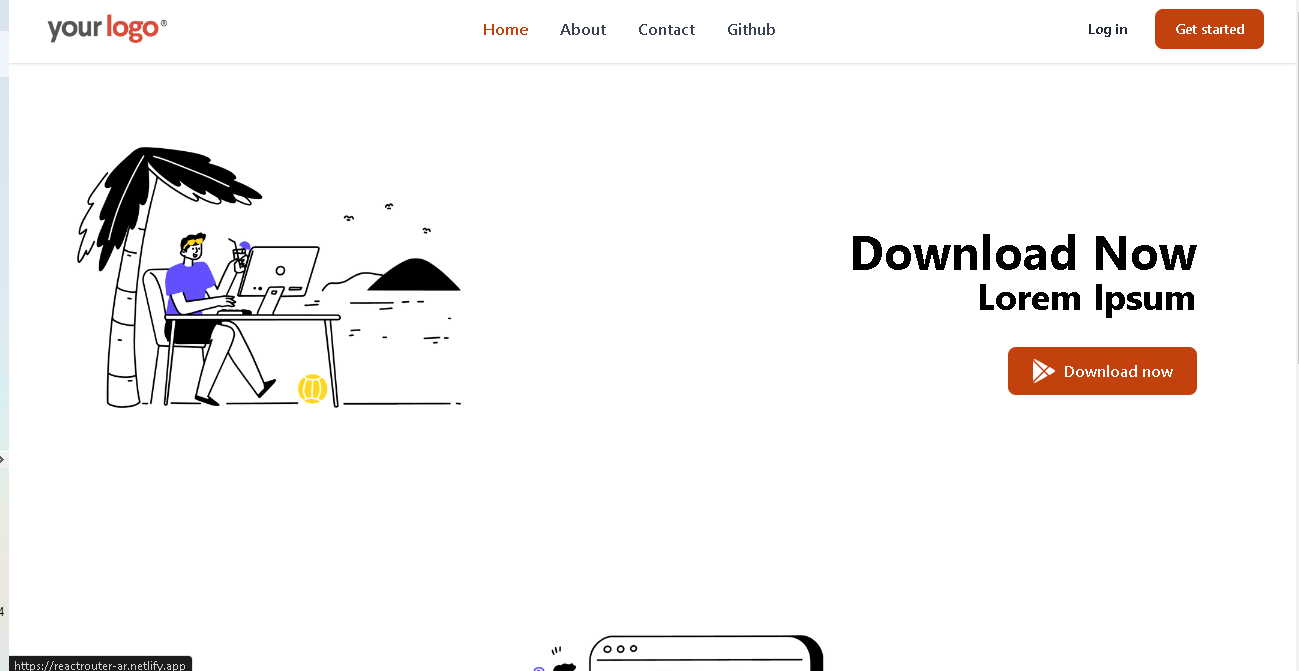 your logo®
Home About Contact Github
Log in
Get started
Download Now
Lorem Ipsum
Download now
4
https://reactrouter-ar.netlify.app